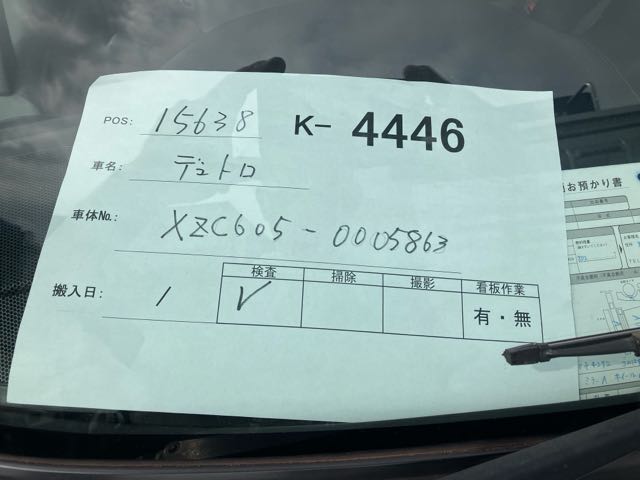 POS: 15638 K- 4446
車名: デュトロ
車体No.: XZC605-0005863
搬入日: /
検査 掃除 撮影 看板作業
✓ 有・無
お預かり書